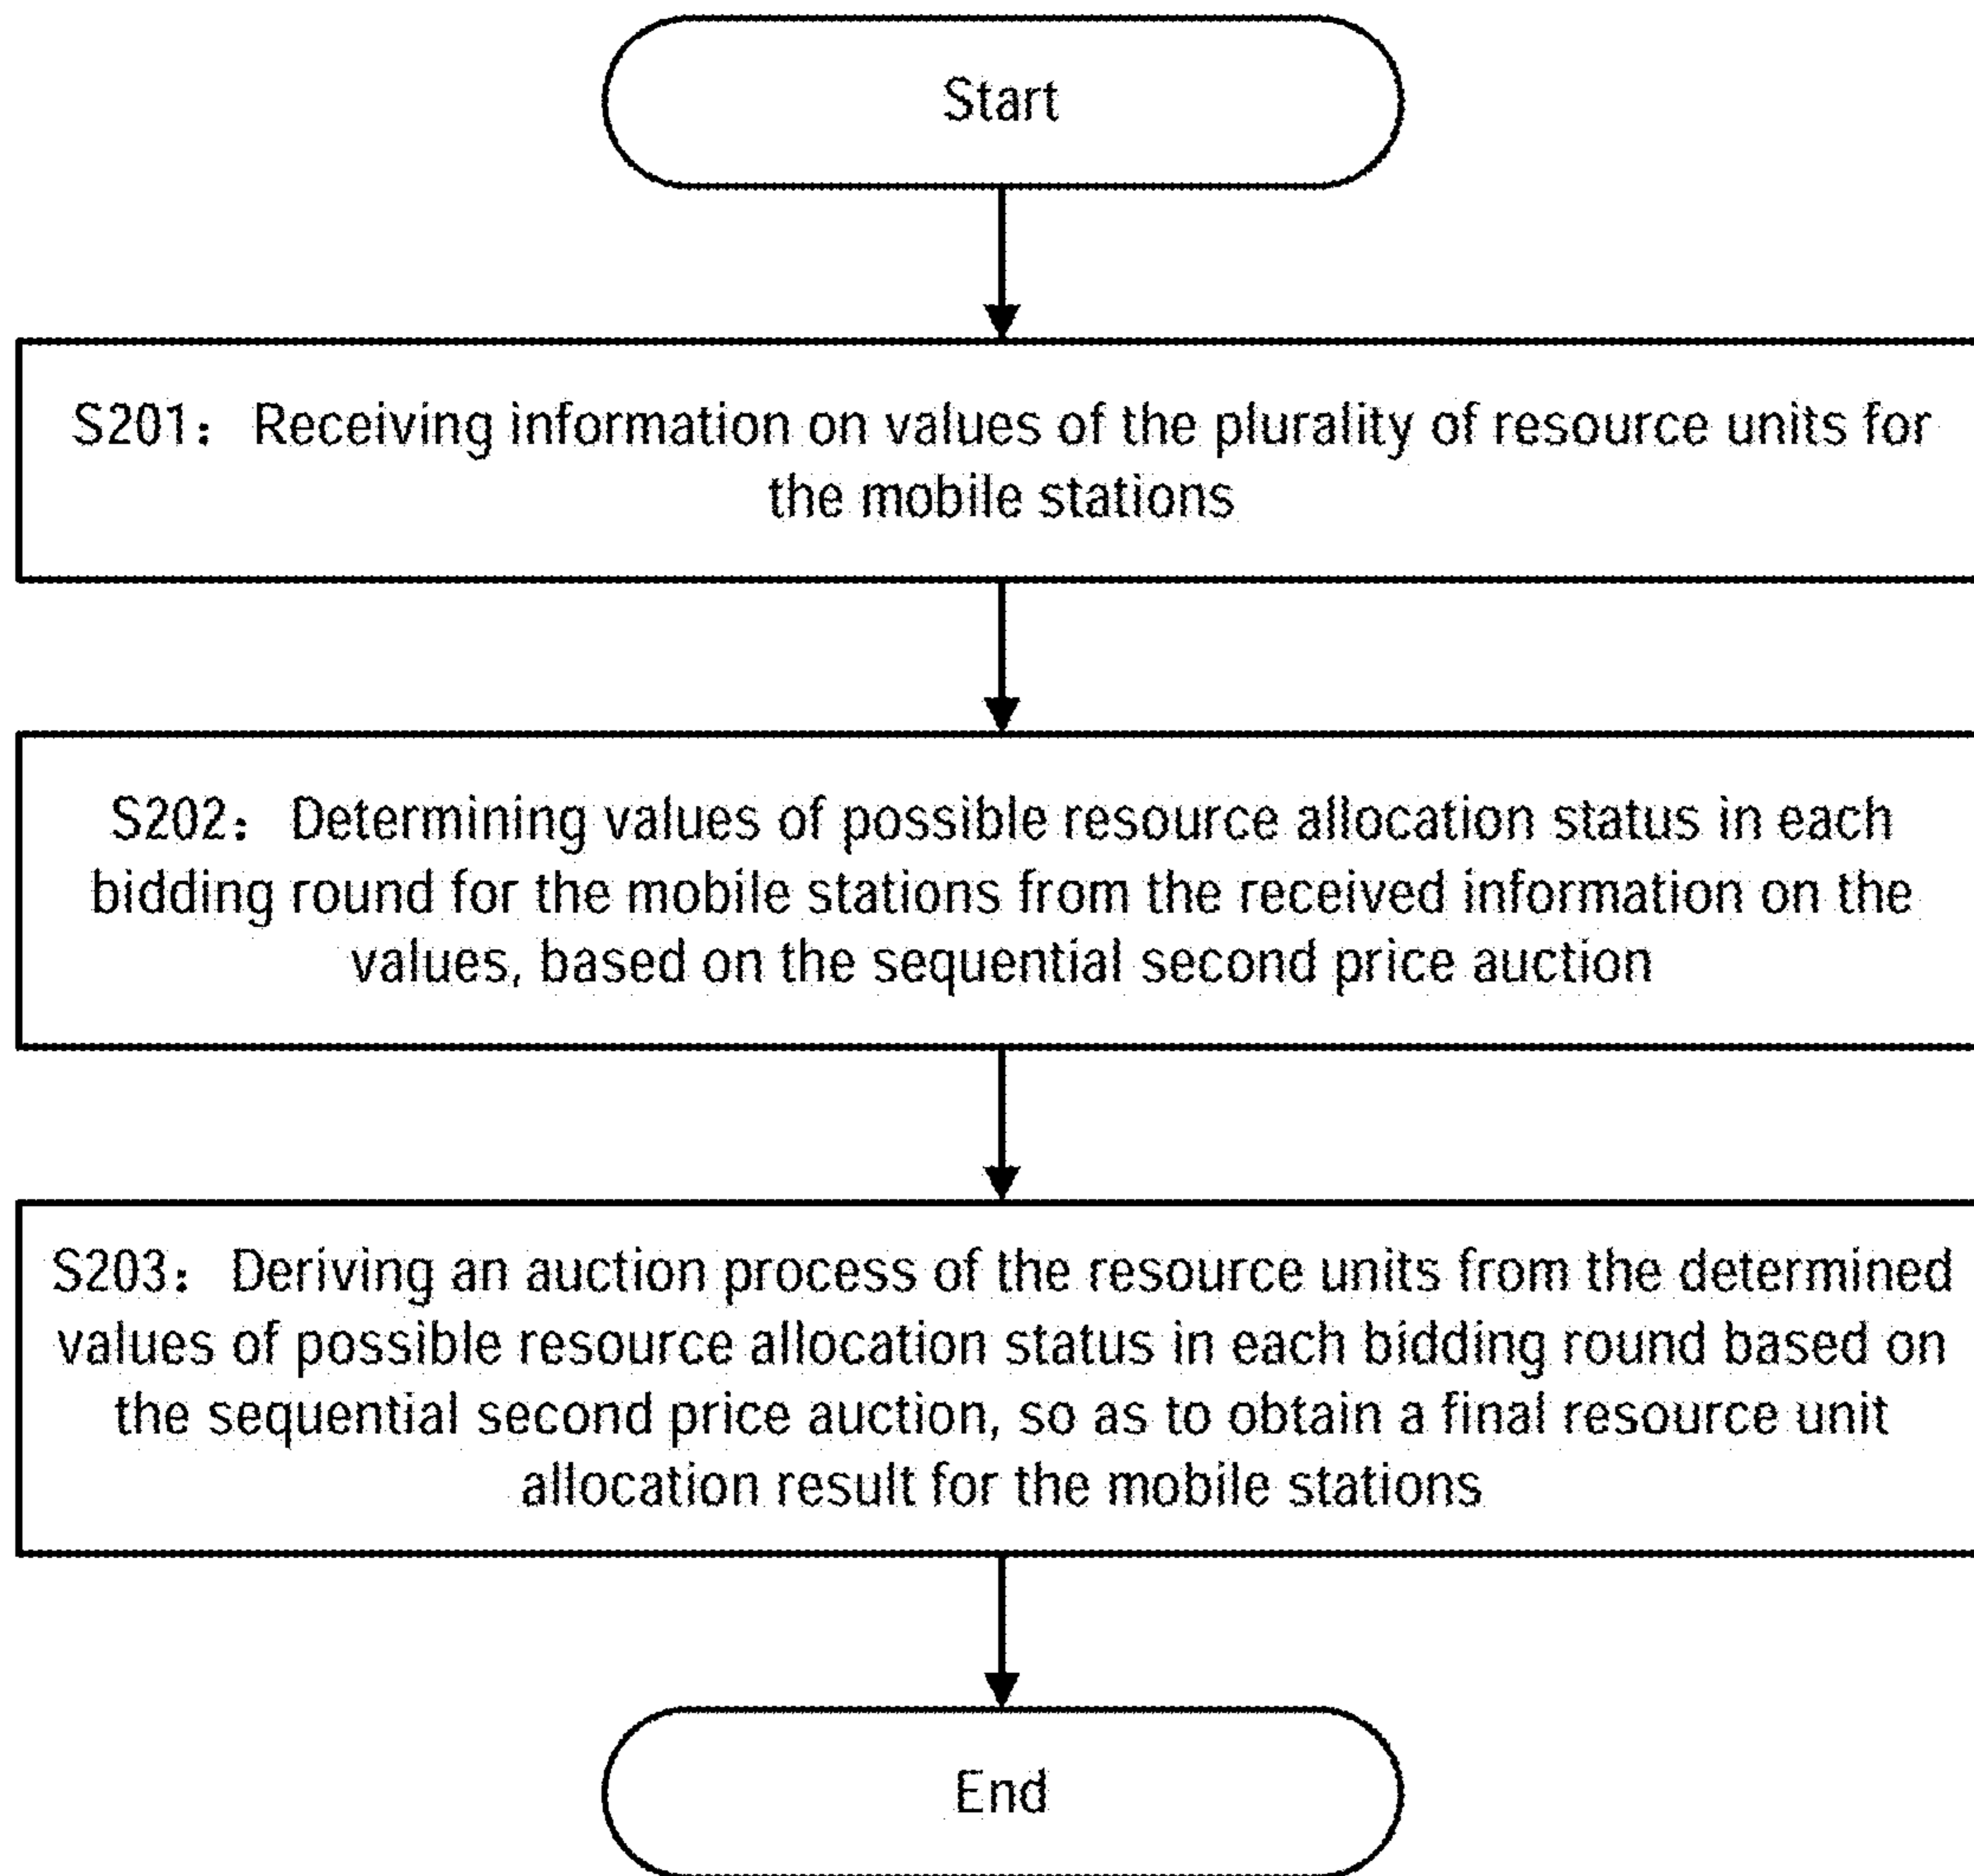 Start
S201: Receiving information on values of the plurality of resource units for
the mobile stations
S202: Determining values of possible resource allocation status in each
bidding round for the mobile stations from the received information on the
values, based on the sequential second price auction
S203: Deriving an auction process of the resource units from the determined
values of possible resource allocation status in each bidding round based on
the sequential second price auction, so as to obtain a final resource unit
allocation result for the mobile stations
End